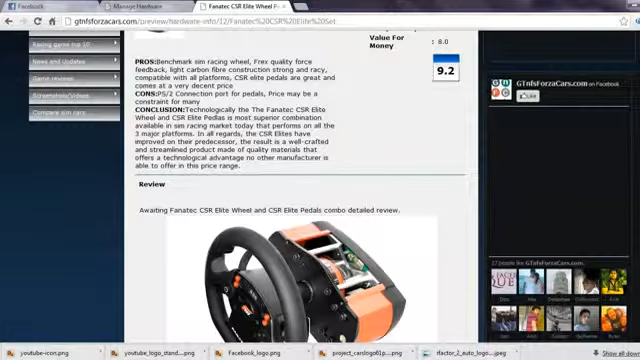 Facebook
Manage Hardware
Fanatec CSR Elite Wheel P
gtnfsforzacars.com/preview/hardware-info/12/Fanatec%20CSR%20Elite%20Set
Value For
Money
: 8.0
9.2
Racing game top 10
News and Updates
Game reviews
Screenshots/Videos
Compare sim racing
PROS:Benchmark sim racing wheel, Frex quality force
feedback, light carbon fibre construction strong and racy,
compatible with all platforms, CSR elite pedals are great and
comes at a very decent price
CONS:PS/2 Connection port for pedals, Price may be a
constraint for many
CONCLUSION:Technologically the The Fanatec CSR Elite
Wheel and CSR Elite Pedlas is most superior combination
available in sim racing market today that performs on all the
3 major platforms. In all regards, the CSR Elites have
improved on their predecessor, the result is a well-crafted
and streamlined product made of quality materials that
offers a technological advantage no other manufacturer is
able to offer in this price range.
Review
Awaiting Fanatec CSR Elite Wheel and CSR Elite Pedals combo detailed review.
GTnfsForzaCars.com on Facebook
Like
27 people like GTnfsForzaCars.com
youtube-icon.png
youtube_logo_stand....png
Facebook_logo.png
project_carslogo01p....png
rfactor_2_auto_logo....jpeg
Show all dow